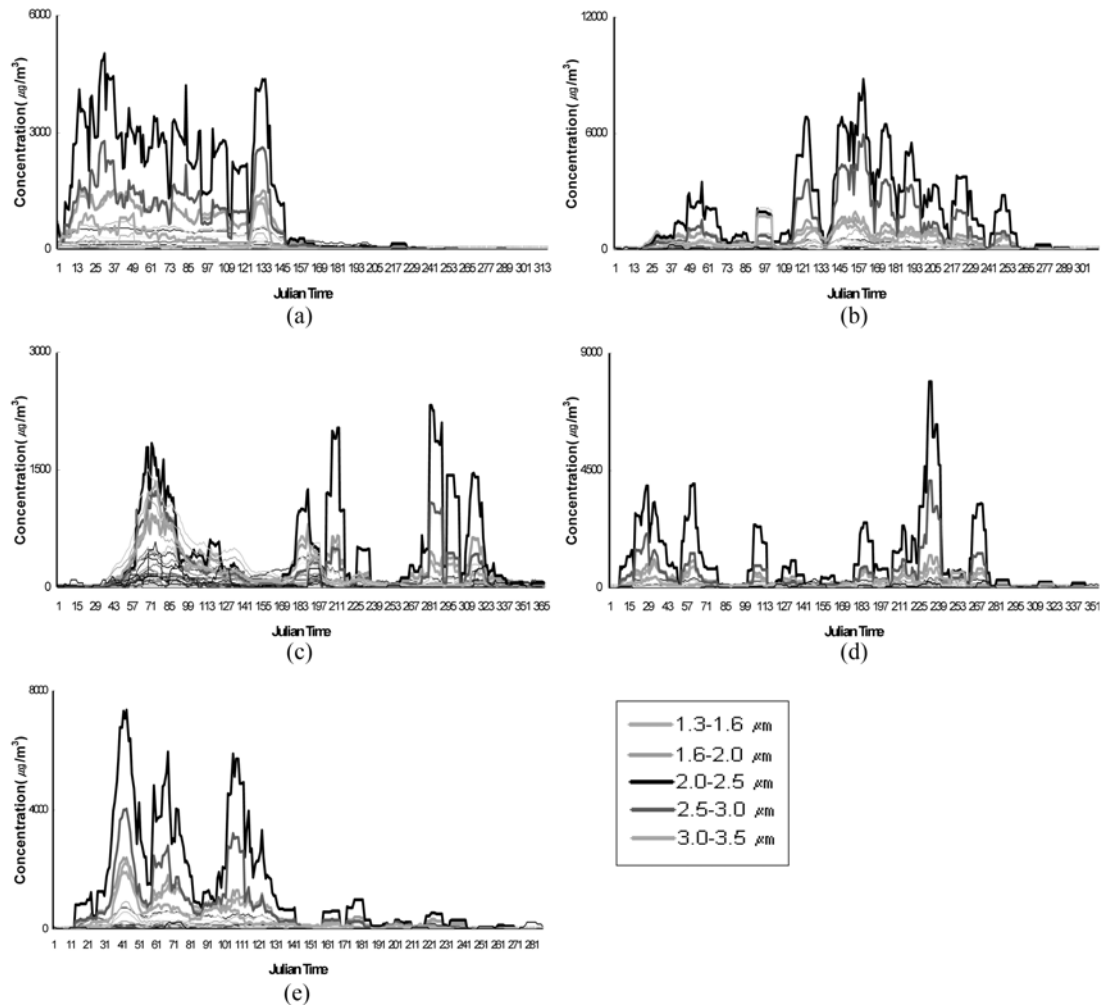 6000
3000
0
Concentration( ㎍/m³)
1 13 25 37 49 61 73 85 97 109 121 133 145 157 169 181 193 205 217 229 241 253 265 277 289 301 313
Julian Time
(a)
12000
6000
0
Concentration( ㎍/m³)
1 13 25 37 49 61 73 85 97 109 121 133 145 157 169 181 193 205 217 229 241 253 265 277 289 301
Julian Time
(b)
3000
1500
0
Concentration( ㎍/m³)
1 15 29 43 57 71 85 99 113 127 141 155 169 183 197 211 225 239 253 267 281 295 309 323 337 351 365
Julian Time
(c)
9000
4500
0
Concentration( ㎍/m³)
1 15 29 43 57 71 85 99 113 127 141 155 169 183 197 211 225 239 253 267 281 295 309 323 337 351
Julian Time
(d)
8000
4000
0
Concentration( ㎍/m³)
1 11 21 31 41 51 61 71 81 91 101 111 121 131 141 151 161 171 181 191 201 211 221 231 241 251 261 271 281
Julian Time
(e)
1.3-1.6 ㎛
1.6-2.0 ㎛
2.0-2.5 ㎛
2.5-3.0 ㎛
3.0-3.5 ㎛